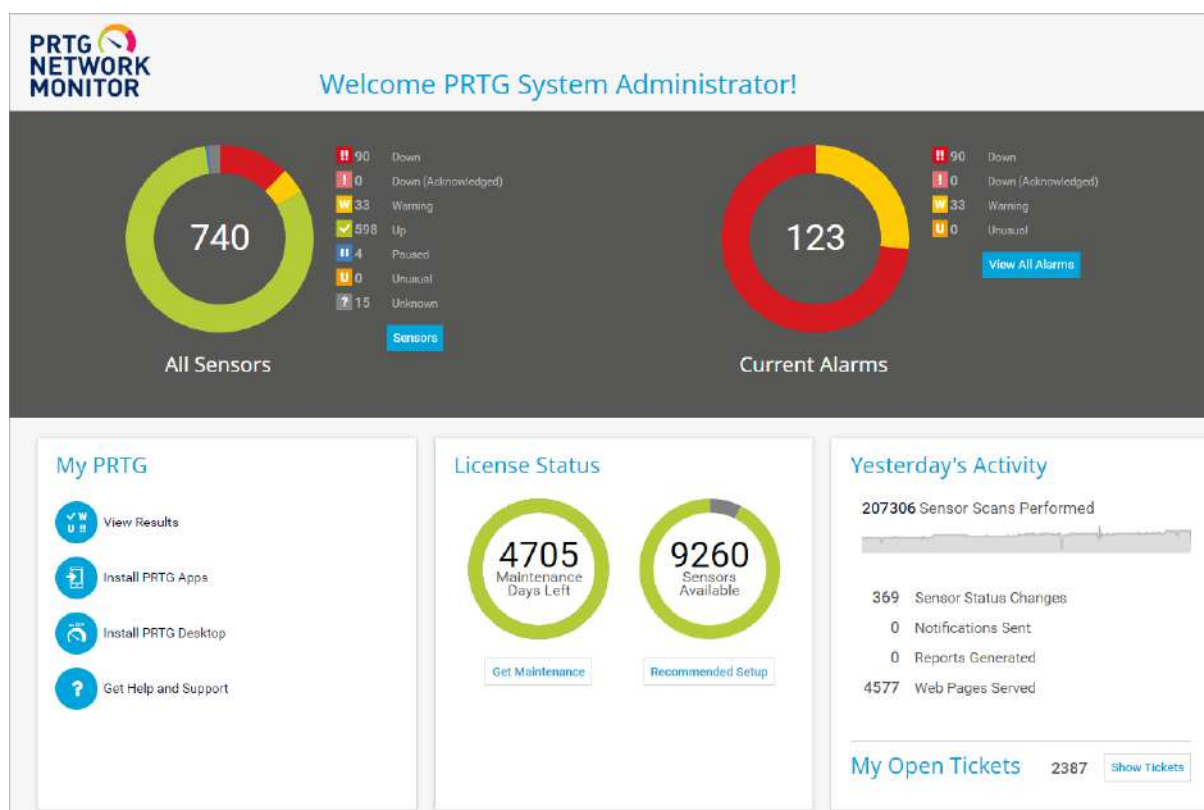 PRTG
NETWORK
MONITOR
Welcome PRTG System Administrator!
740
All Sensors
!! 90 Down
! 0 Down (Acknowledged)
W 33 Warning
598 Up
4 Paused
U 0 Unusual
? 15 Unknown
Sensors
123
Current Alarms
!! 90 Down
! 0 Down (Acknowledged)
W 33 Warning
U 0 Unusual
View All Alarms
My PRTG
View Results
Install PRTG Apps
Install PRTG Desktop
? Get Help and Support
License Status
4705
Maintenance
Days Left
Get Maintenance
9260
Sensors
Available
Recommended Setup
Yesterday's Activity
207306 Sensor Scans Performed
369 Sensor Status Changes
0 Notifications Sent
0 Reports Generated
4577 Web Pages Served
My Open Tickets 2387 Show Tickets